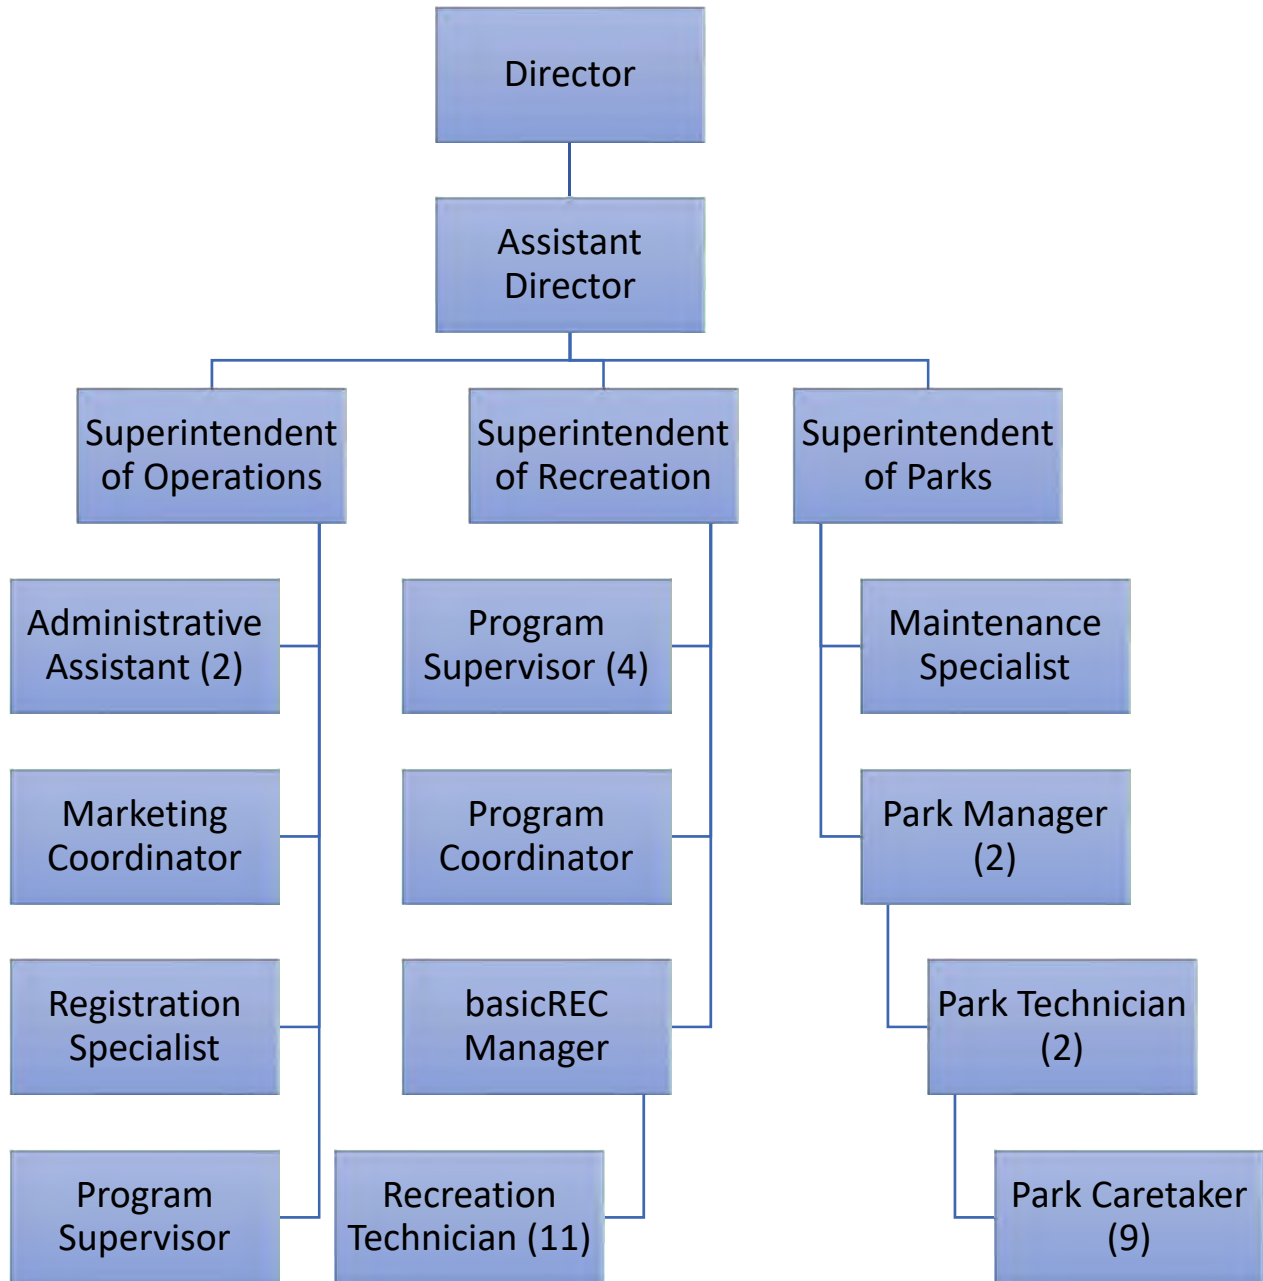 Director
Assistant
Director
Superintendent
of Operations
Superintendent
of Recreation
Superintendent
of Parks
Administrative
Assistant (2)
Marketing
Coordinator
Registration
Specialist
Program
Supervisor
Program
Supervisor (4)
Program
Coordinator
basicREC
Manager
Recreation
Technician (11)
Maintenance
Specialist
Park Manager
(2)
Park Technician
(2)
Park Caretaker
(9)